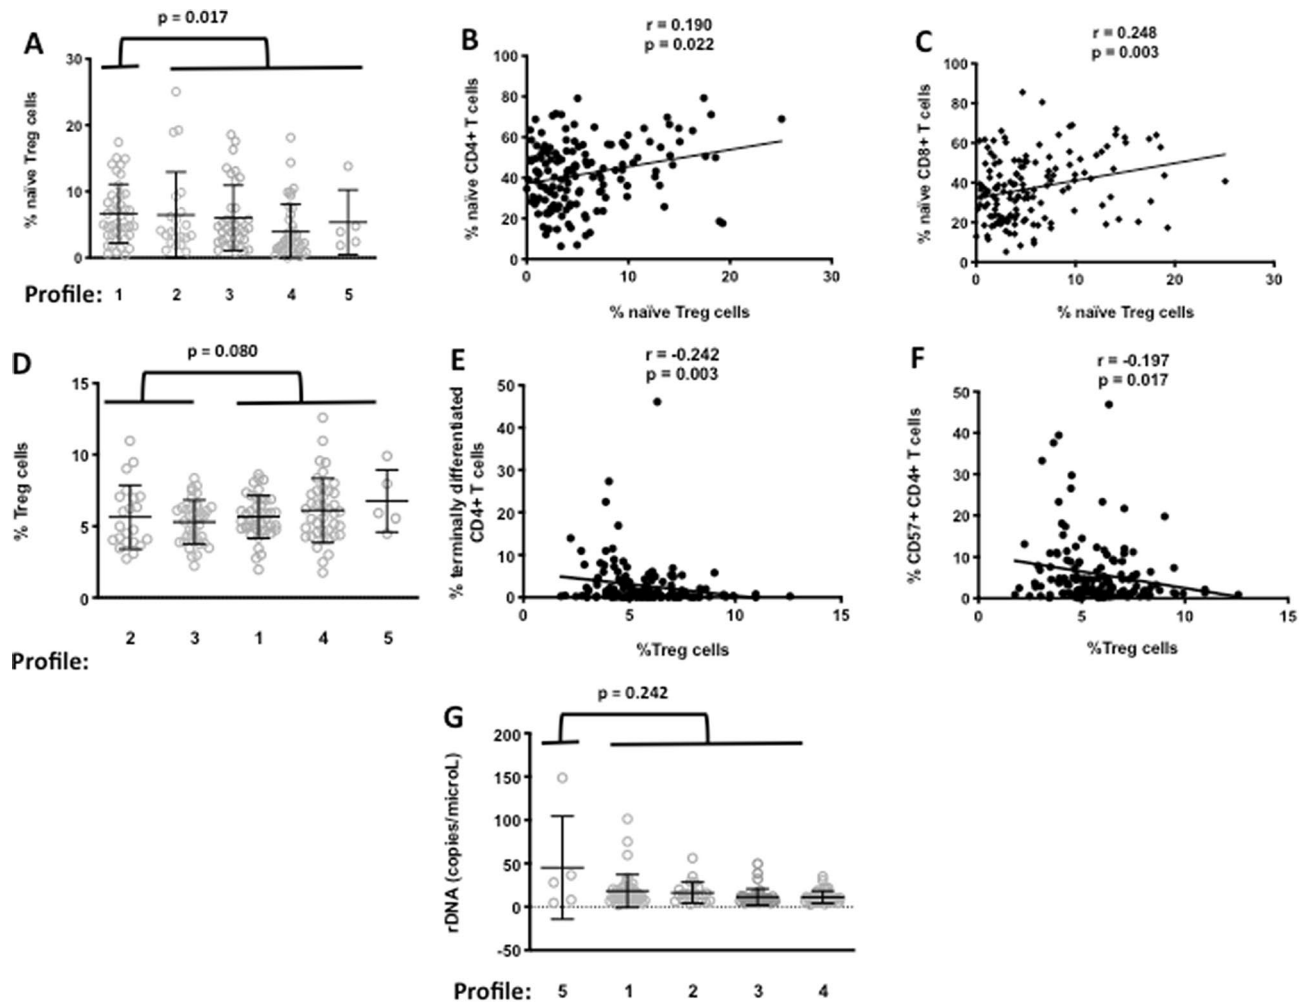 A
p = 0.017
% naïve Treg cells
30
20
10
0
Profile: 1 2 3 4 5
B
r = 0.190
p = 0.022
% naïve CD4+ T cells
100
80
60
40
20
0
0 10 20 30
% naïve Treg cells
C
r = 0.248
p = 0.003
% naïve CD8+ T cells
100
80
60
40
20
0
0 10 20 30
% naïve Treg cells
D
p = 0.080
% Treg cells
15
10
5
0
2 3 1 4 5
Profile:
E
r = -0.242
p = 0.003
% terminally differentiated
CD4+ T cells
50
40
30
20
10
0
0 5 10 15
%Treg cells
F
r = -0.197
p = 0.017
% CD57+ CD4+ T cells
50
40
30
20
10
0
0 5 10 15
%Treg cells
G
p = 0.242
rDNA (copies/microL)
200
150
100
50
0
-50
Profile: 5 1 2 3 4